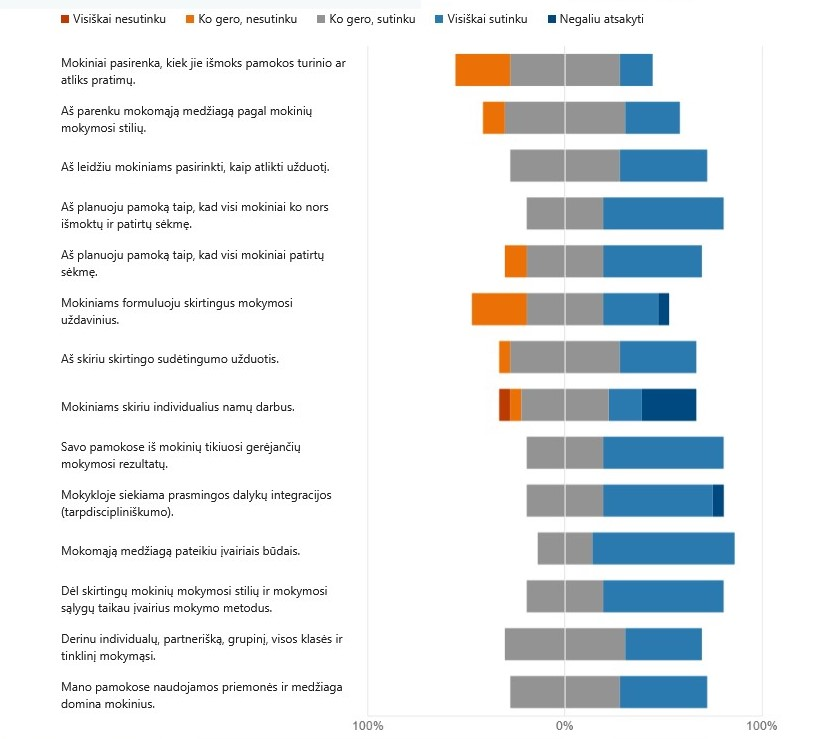 Visiškai nesutinku Ko gero, nesutinku Ko gero, sutinku Visiškai sutinku Negaliu atsakyti
Mokiniai pasirenka, kiek jie išmoks pamokos turinio ar
atliks pratimų.
Aš parenku mokomąją medžiagą pagal mokinių
mokymosi stilių.
Aš leidžiu mokiniams pasirinkti, kaip atlikti užduotį.
Aš planuoju pamoką taip, kad visi mokiniai ko nors
išmoktų ir patirtų sėkmę.
Aš planuoju pamoką taip, kad visi mokiniai patirtų
sėkmę.
Mokiniams formuluoju skirtingus mokymosi
uždavinius.
Aš skiriu skirtingo sudėtingumo užduotis.
Mokiniams skiriu individualius namų darbus.
Savo pamokose iš mokinių tikiuosi gerėjančių
mokymosi rezultatų.
Mokykloje siekiama prasmingos dalykų integracijos
(tarpdiscipliniškumo).
Mokomąją medžiagą pateikiu įvairiais būdais.
Dėl skirtingų mokinių mokymosi stilių ir mokymosi
sąlygų taikau įvairius mokymo metodus.
Derinu individualų, partnerišką, grupinį, visos klasės ir
tinklinį mokymąsi.
Mano pamokose naudojamos priemonės ir medžiaga
domina mokinius.
100% 0% 100%